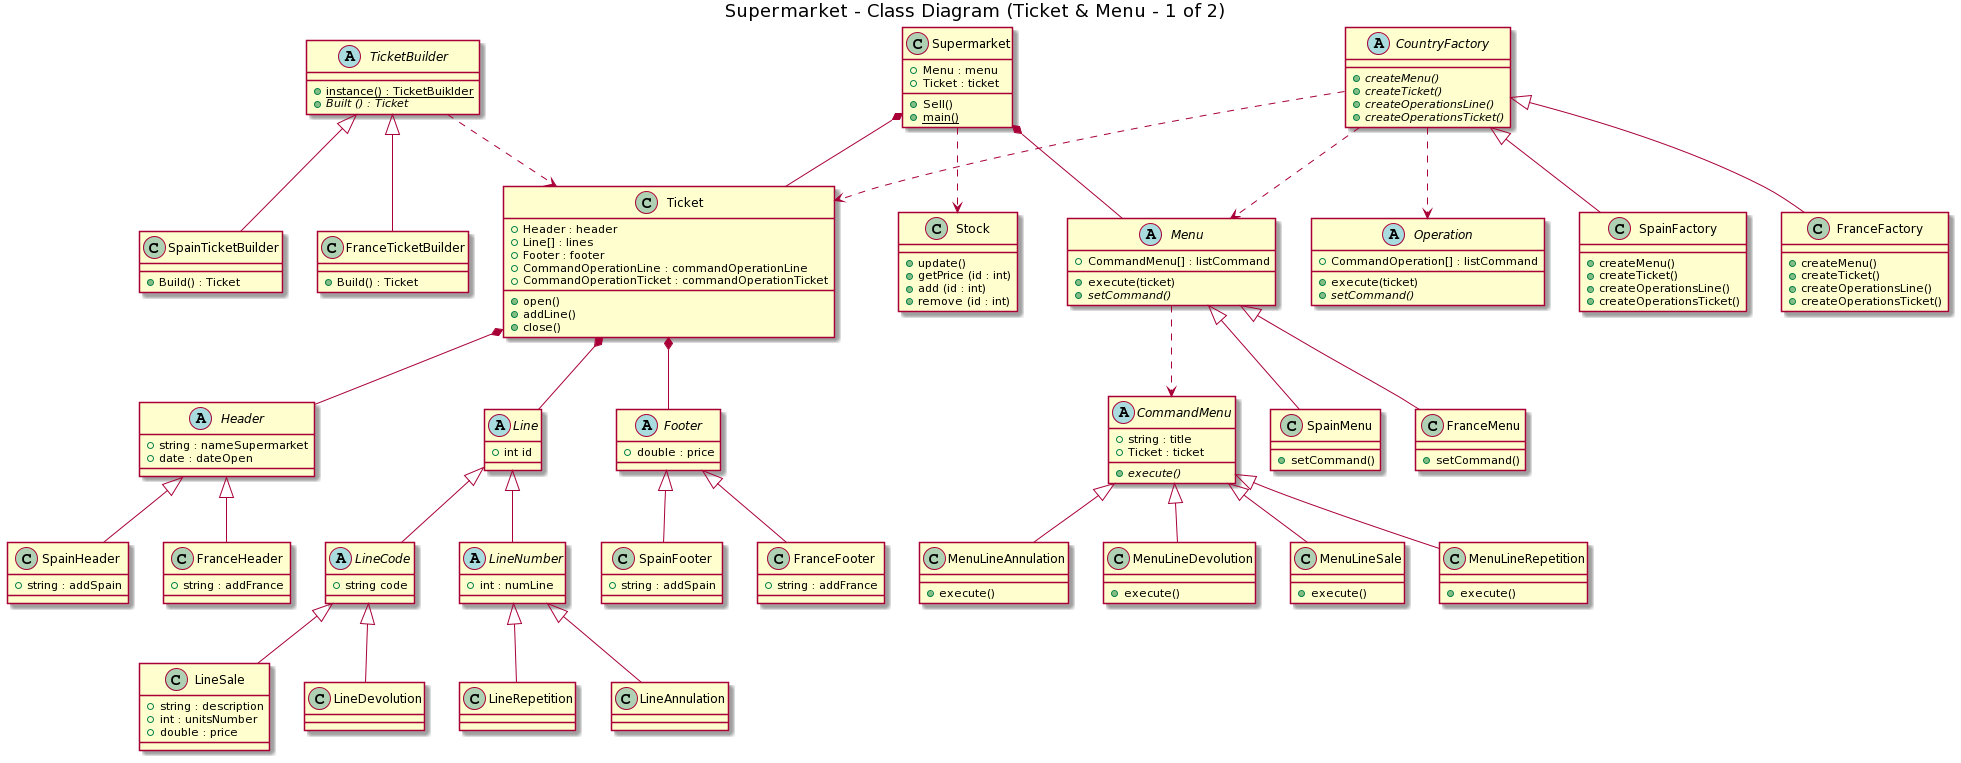 Supermarket - Class Diagram (Ticket & Menu - 1 of 2)
A TicketBuilder
instance() : TicketBuiklder
Built () : Ticket
C Supermarket
Menu : menu
Ticket : ticket
Sell()
main()
A CountryFactory
createMenu()
createTicket()
createOperationsLine()
createOperationsTicket()
C SpainTicketBuilder
Build() : Ticket
C FranceTicketBuilder
Build() : Ticket
C Ticket
Header : header
Line[] : lines
Footer : footer
CommandOperationLine : commandOperationLine
CommandOperationTicket : commandOperationTicket
open()
addLine()
close()
C Stock
update()
getPrice (id : int)
add (id : int)
remove (id : int)
A Menu
CommandMenu[] : listCommand
execute(ticket)
setCommand()
A Operation
CommandOperation[] : listCommand
execute(ticket)
setCommand()
C SpainFactory
createMenu()
createTicket()
createOperationsLine()
createOperationsTicket()
C FranceFactory
createMenu()
createTicket()
createOperationsLine()
createOperationsTicket()
A Header
string : nameSupermarket
date : dateOpen
A Line
int id
A Footer
double : price
A CommandMenu
string : title
Ticket : ticket
execute()
C SpainMenu
setCommand()
C FranceMenu
setCommand()
C SpainHeader
string : addSpain
C FranceHeader
string : addFrance
A LineCode
string code
A LineNumber
int : numLine
C SpainFooter
string : addSpain
C FranceFooter
string : addFrance
C MenuLineAnnulation
execute()
C MenuLineDevolution
execute()
C MenuLineSale
execute()
C MenuLineRepetition
execute()
C LineSale
string : description
int : unitsNumber
double : price
C LineDevolution
C LineRepetition
C LineAnnulation